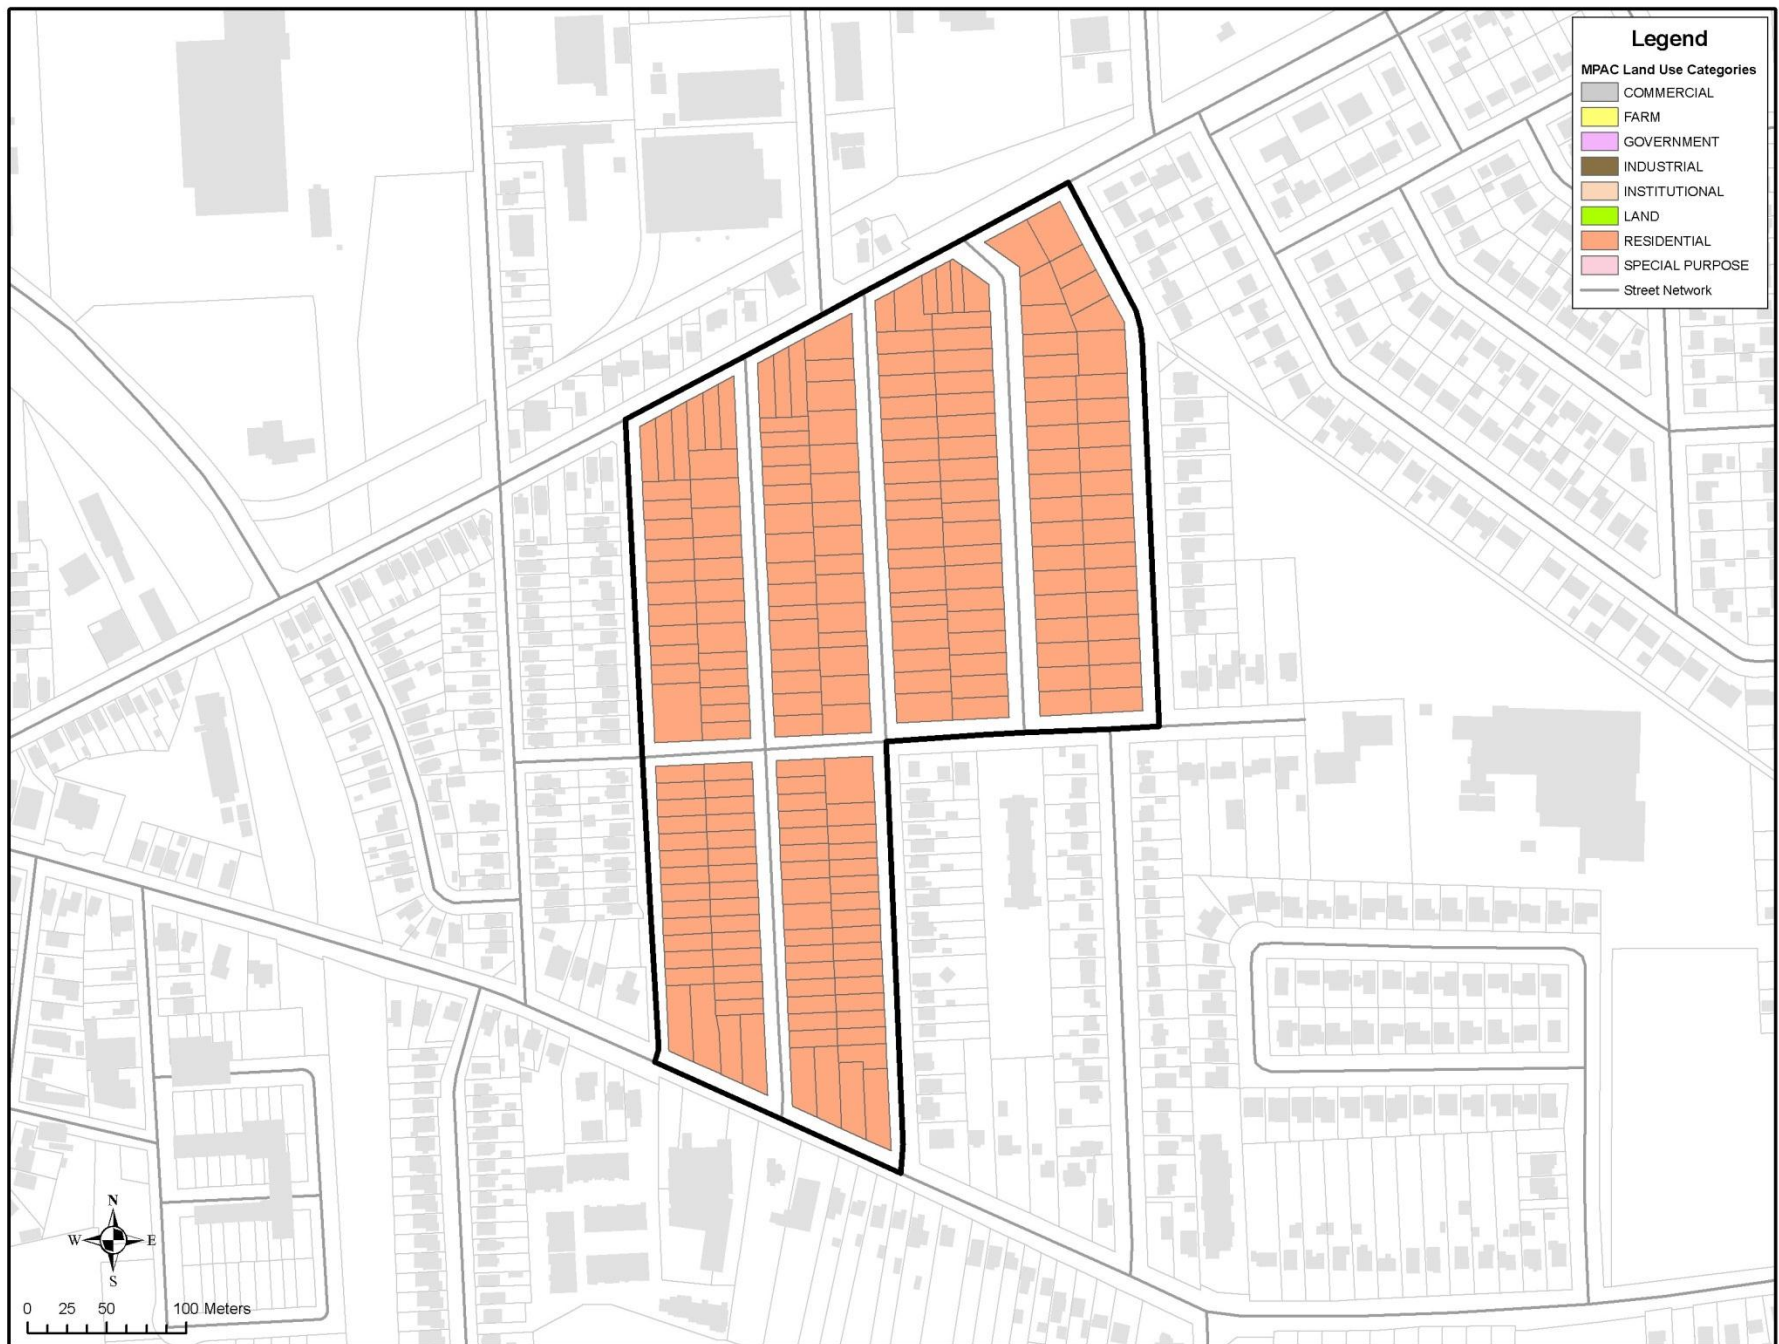 Legend
MPAC Land Use Categories
COMMERCIAL
FARM
GOVERNMENT
INDUSTRIAL
INSTITUTIONAL
LAND
RESIDENTIAL
SPECIAL PURPOSE
Street Network
N
W E
S
0 25 50 100 Meters